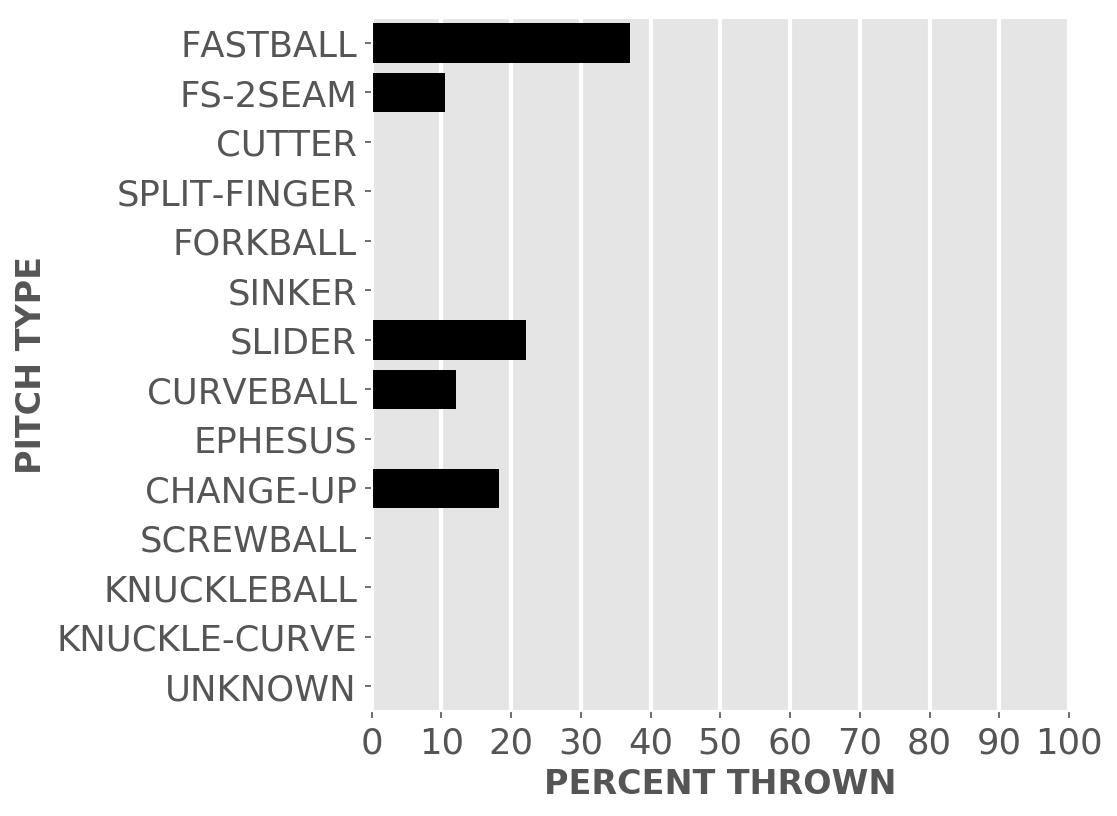 FASTBALL
FS-2SEAM
CUTTER
SPLIT-FINGER
FORKBALL
SINKER
SLIDER
CURVEBALL
EPHESUS
CHANGE-UP
SCREWBALL
KNUCKLEBALL
KNUCKLE-CURVE
UNKNOWN
PITCH TYPE
0 10 20 30 40 50 60 70 80 90 100
PERCENT THROWN